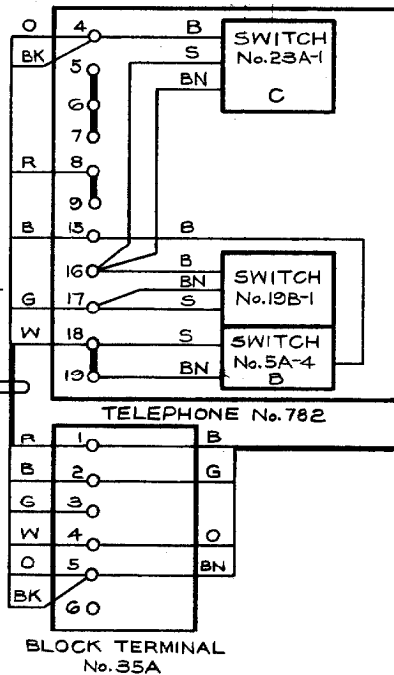 O 4 B
BK
SWITCH
No.23A-1
C
S
BN
5
6
7
R 8
9
B 13 B
16 B
BN
SWITCH
No.19B-1
G 17 S
W 18 S
SWITCH
No.5A-4
B
19 BN
TELEPHONE No.782
R 1 B
B 2 G
G 3
W 4 O
O 5 BN
BK
6
BLOCK TERMINAL
No.35A